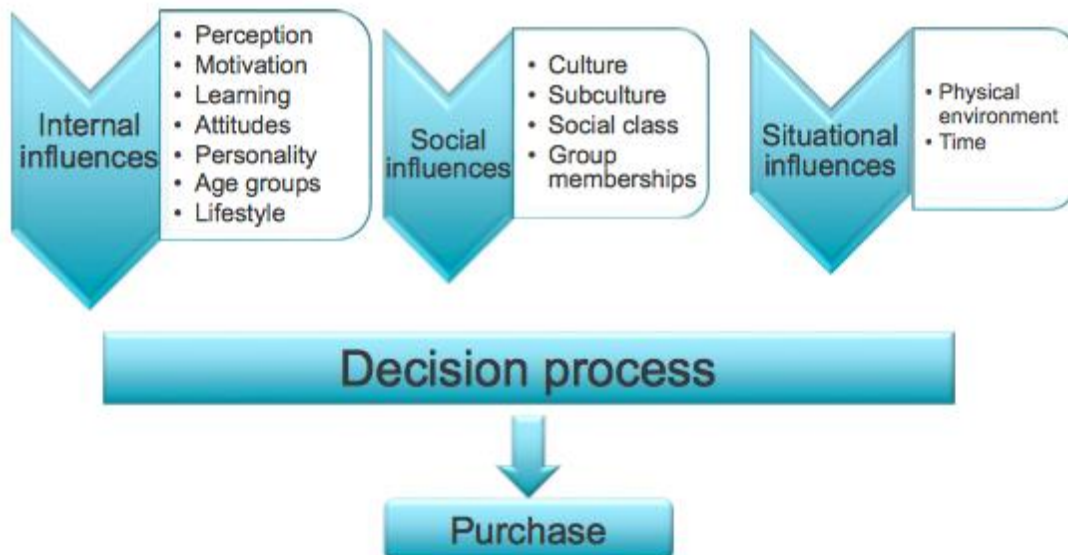 Internal
influences
• Perception
• Motivation
• Learning
• Attitudes
• Personality
• Age groups
• Lifestyle
Social
influences
• Culture
• Subculture
• Social class
• Group
memberships
Situational
influences
• Physical
environment
• Time
Decision process
Purchase